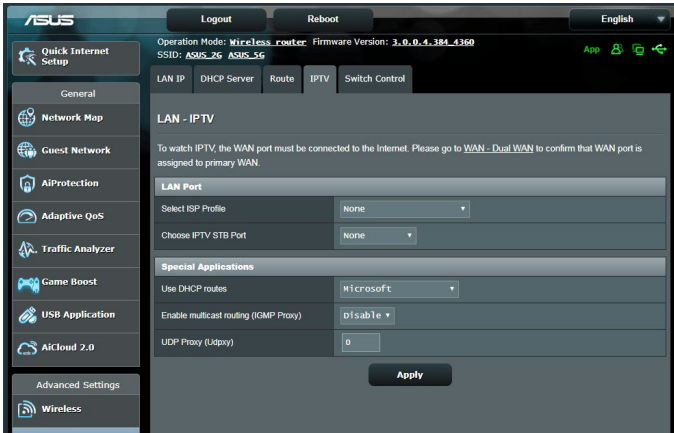 ASUS
Logout
Reboot
English
Quick Internet
Setup
Operation Mode: Wireless router Firmware Version: 3.0.0.4.384_4360
SSID: ASUS_2G ASUS_5G
App
LAN IP
DHCP Server
Route
IPTV
Switch Control
General
Network Map
Guest Network
AiProtection
Adaptive QoS
Traffic Analyzer
Game Boost
USB Application
AiCloud 2.0
Advanced Settings
Wireless
LAN - IPTV
To watch IPTV, the WAN port must be connected to the Internet. Please go to WAN - Dual WAN to confirm that WAN port is
assigned to primary WAN.
LAN Port
Select ISP Profile
None
Choose IPTV STB Port
None
Special Applications
Use DHCP routes
Microsoft
Enable multicast routing (IGMP Proxy)
Disable
UDP Proxy (Udpxy)
0
Apply